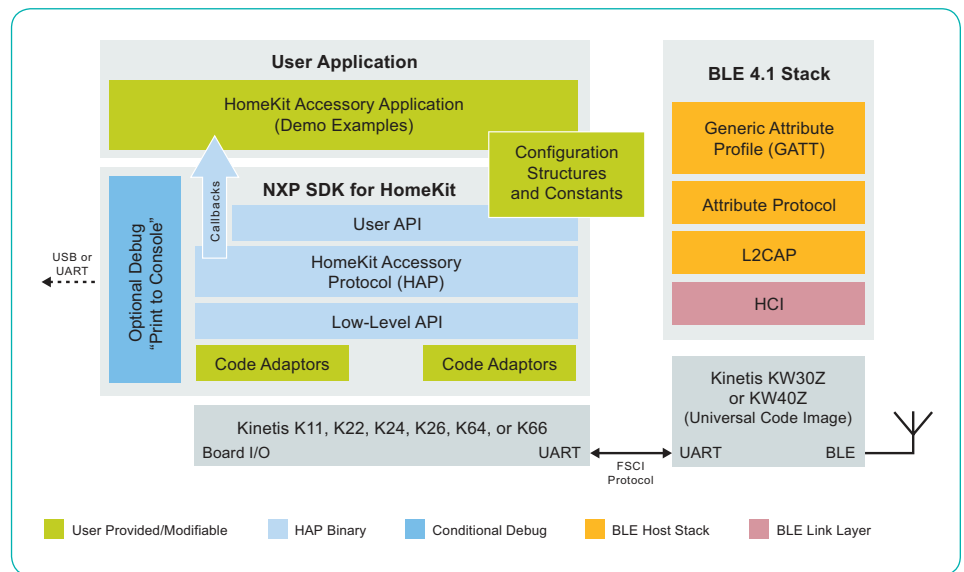 User Application
HomeKit Accessory Application
(Demo Examples)
Configuration
Structures
and Constants
NXP SDK for HomeKit
Callbacks
User API
HomeKit Accessory
Protocol (HAP)
Low-Level API
Code Adaptors
Code Adaptors
Optional Debug
“Print to Console”
USB or
UART
Kinetis K11, K22, K24, K26, K64, or K66
Board I/O
UART
FSCI
Protocol
BLE 4.1 Stack
Generic Attribute
Profile (GATT)
Attribute Protocol
L2CAP
HCI
Kinetis KW30Z
or KW40Z
(Universal Code Image)
UART
BLE
User Provided/Modifiable
HAP Binary
Conditional Debug
BLE Host Stack
BLE Link Layer